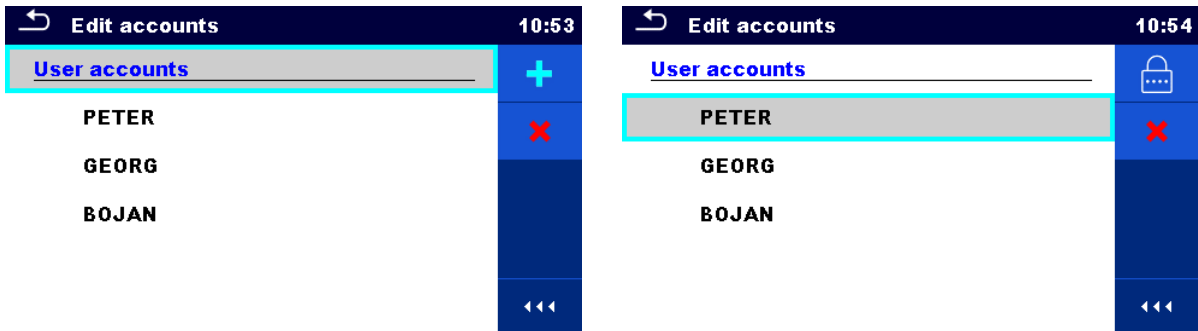 Edit accounts 10:53
User accounts
PETER
GEORG
BOJAN
Edit accounts 10:54
User accounts
PETER
GEORG
BOJAN